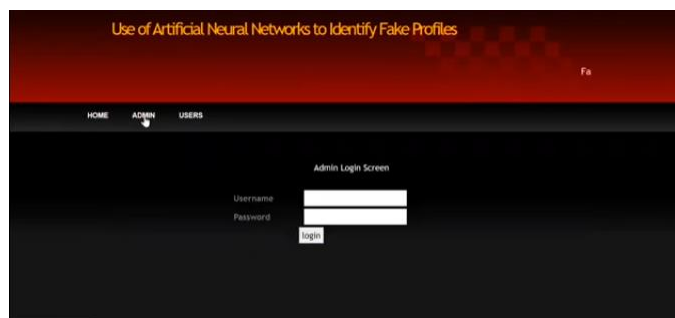 Use of Artificial Neural Networks to Identify Fake Profiles
Fa
HOME ADMIN USERS
Admin Login Screen
Username
Password
login